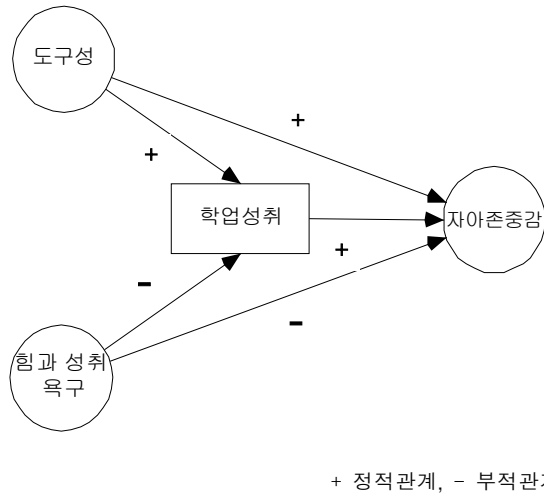 도구성
+
+
학업성취
자아존중감
+
-
-
힘과 성취
욕구
+ 정적관계, - 부적관계